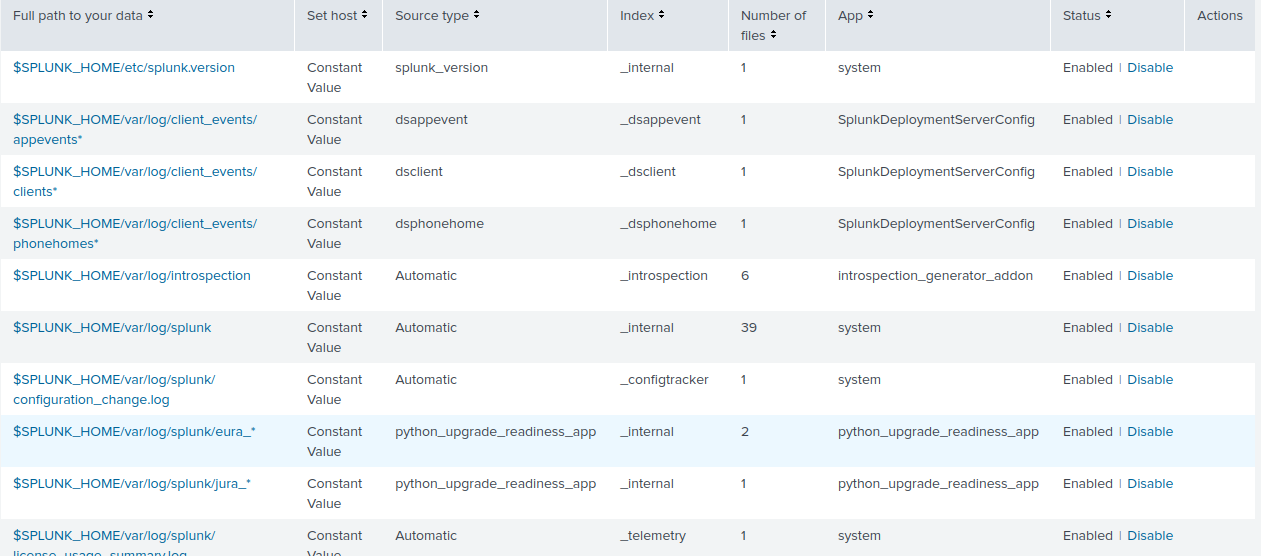 Full path to your data Set host Source type Index Number of files App Status Actions
$SPLUNK_HOME/etc/splunk.version Constant Value splunk_version _internal 1 system Enabled | Disable
$SPLUNK_HOME/var/log/client_events/appevents* Constant Value dsappevent _dsappevent 1 SplunkDeploymentServerConfig Enabled | Disable
$SPLUNK_HOME/var/log/client_events/clients* Constant Value dsclient _dsclient 1 SplunkDeploymentServerConfig Enabled | Disable
$SPLUNK_HOME/var/log/client_events/phonehomes* Constant Value dsphonehome _dsphonehome 1 SplunkDeploymentServerConfig Enabled | Disable
$SPLUNK_HOME/var/log/introspection Constant Value Automatic _introspection 6 introspection_generator_addon Enabled | Disable
$SPLUNK_HOME/var/log/splunk Constant Value Automatic _internal 39 system Enabled | Disable
$SPLUNK_HOME/var/log/splunk/configuration_change.log Constant Value Automatic _configtracker 1 system Enabled | Disable
$SPLUNK_HOME/var/log/splunk/eura_* Constant Value python_upgrade_readiness_app _internal 2 python_upgrade_readiness_app Enabled | Disable
$SPLUNK_HOME/var/log/splunk/jura_* Constant Value python_upgrade_readiness_app _internal 1 python_upgrade_readiness_app Enabled | Disable
$SPLUNK_HOME/var/log/splunk/license_usage_summary.log Constant Value Automatic _telemetry 1 system Enabled | Disable